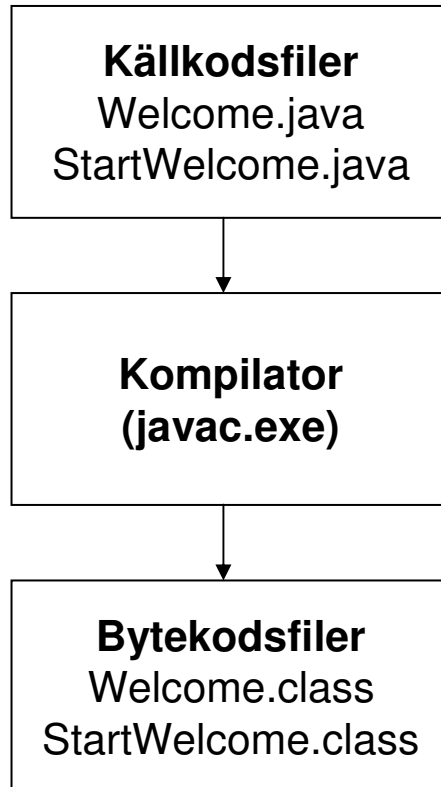 Källkodsfiler
Welcome.java
StartWelcome.java
Kompilator
(javac.exe)
Bytekodsfiler
Welcome.class
StartWelcome.class